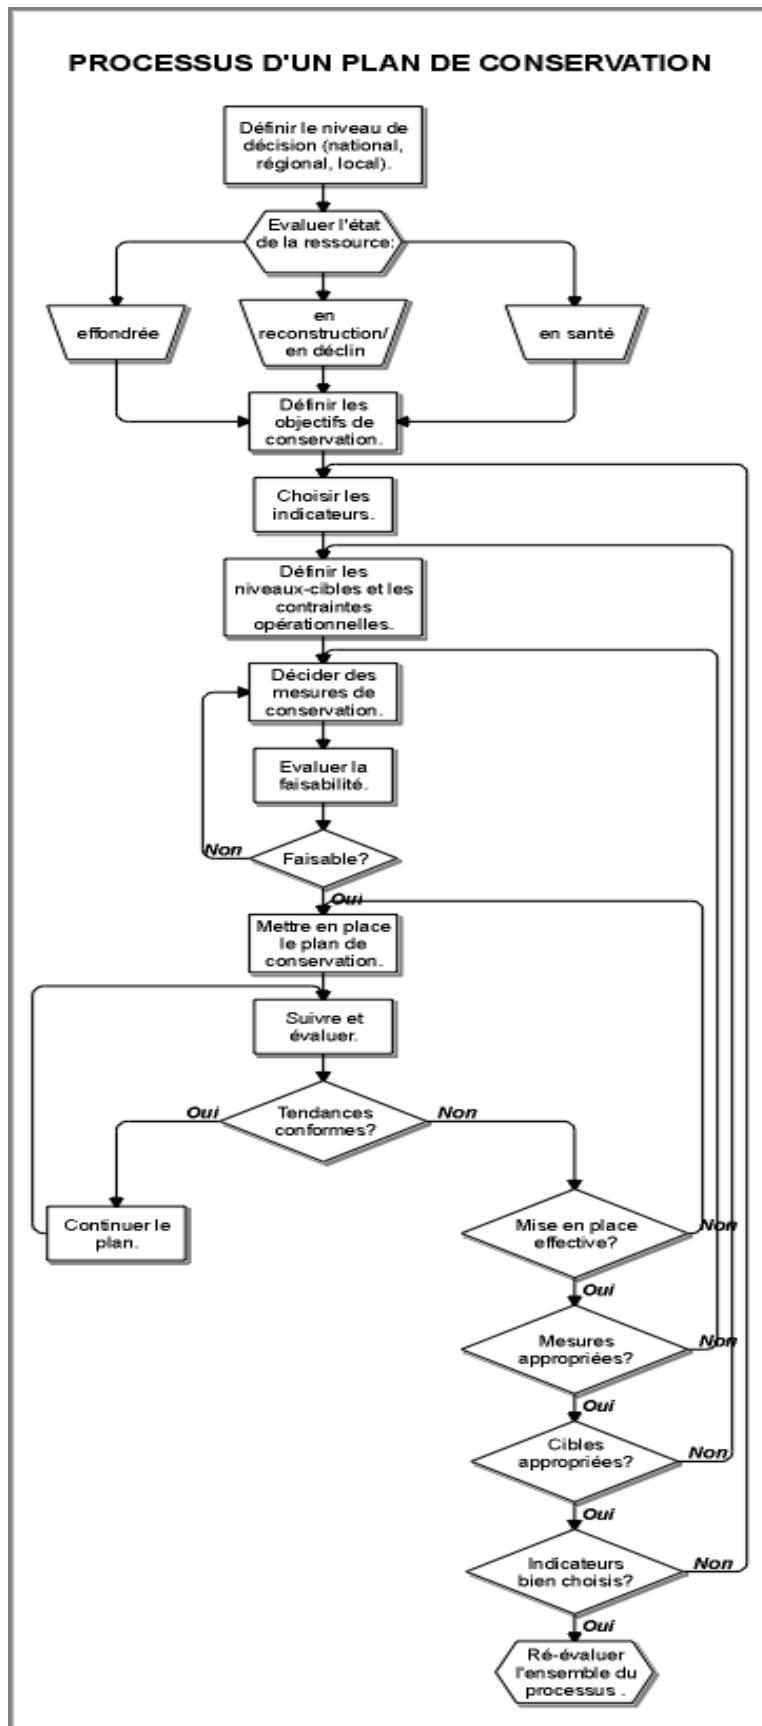 PROCESSUS D'UN PLAN DE CONSERVATION
Définir le niveau de
décision (national,
régional, local).
Evaluer l'état
de la ressource:
effondrée
en
reconstruction/
en déclin
en santé
Définir les
objectifs de
conservation.
Choisir les
indicateurs.
Définir les
niveaux-cibles et les
contraintes
opérationnelles.
Décider des
mesures de
conservation.
Evaluer la
faisabilité.
Non
Faisable?
Oui
Mettre en place
le plan de
conservation.
Suivre et
évaluer.
Oui
Tendances
conformes?
Non
Continuer le
plan.
Mise en place
effective?
Non
Oui
Mesures
appropriées?
Non
Oui
Cibles
appropriées?
Non
Oui
Indicateurs
bien choisis?
Non
Oui
Ré-évaluer
l'ensemble du
processus .